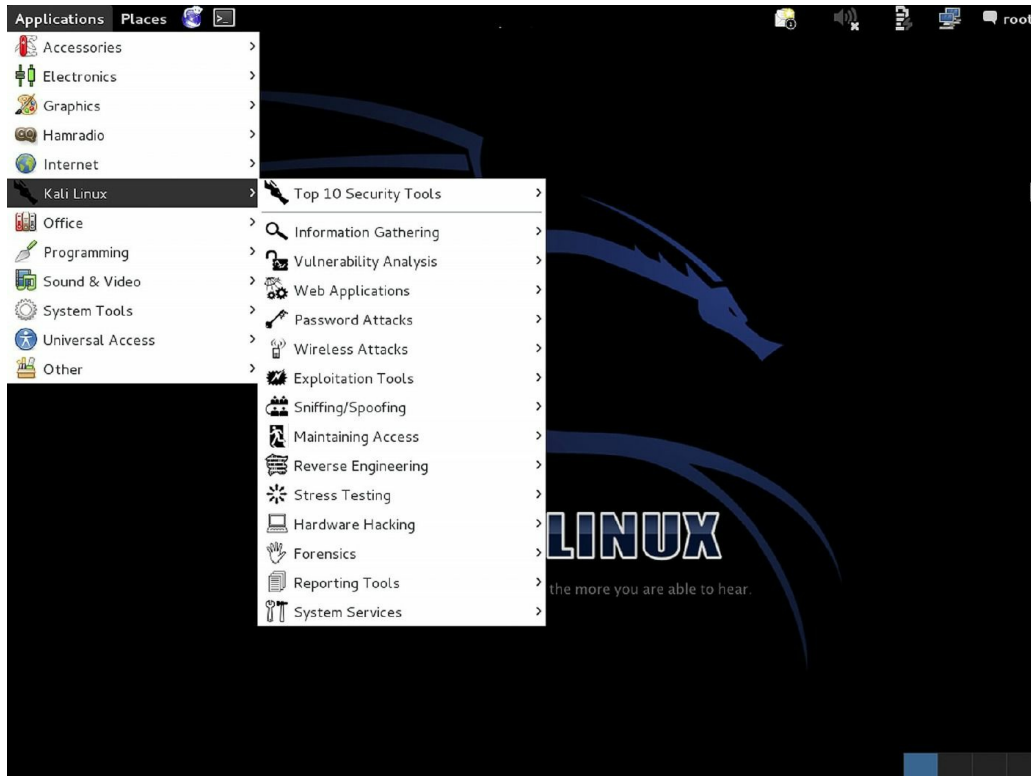 Applications Places root
Accessories
Electronics
Graphics
Hamradio
Internet
Kali Linux
Office
Programming
Sound & Video
System Tools
Universal Access
Other
Top 10 Security Tools
Information Gathering
Vulnerability Analysis
Web Applications
Password Attacks
Wireless Attacks
Exploitation Tools
Sniffing/Spoofing
Maintaining Access
Reverse Engineering
Stress Testing
Hardware Hacking
Forensics
Reporting Tools
System Services
LINUX
the more you are able to hear.